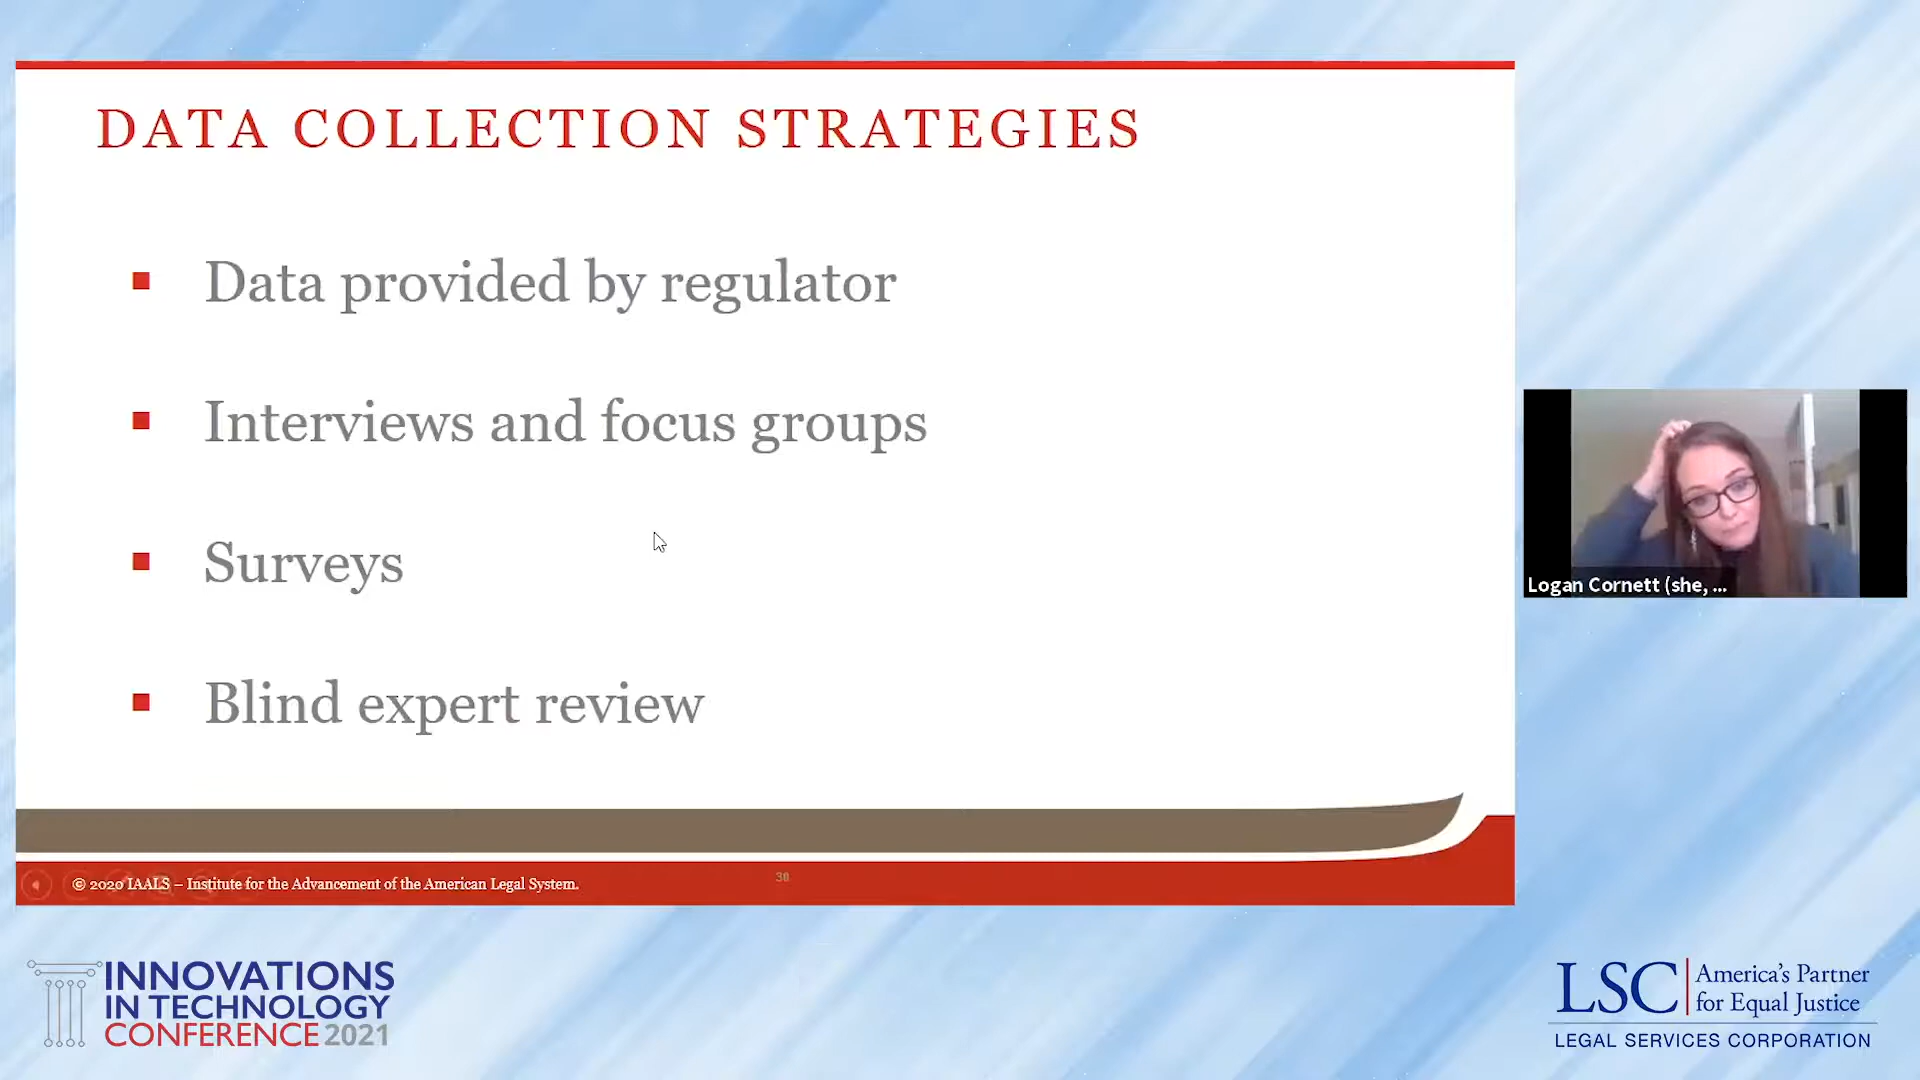 DATA COLLECTION STRATEGIES
Data provided by regulator
Interviews and focus groups
Surveys
Blind expert review
© 2020 IAALS – Institute for the Advancement of the American Legal System.
30
Logan Cornett (she, ...
INNOVATIONS
IN TECHNOLOGY
CONFERENCE 2021
LSC America's Partner
for Equal Justice
LEGAL SERVICES CORPORATION